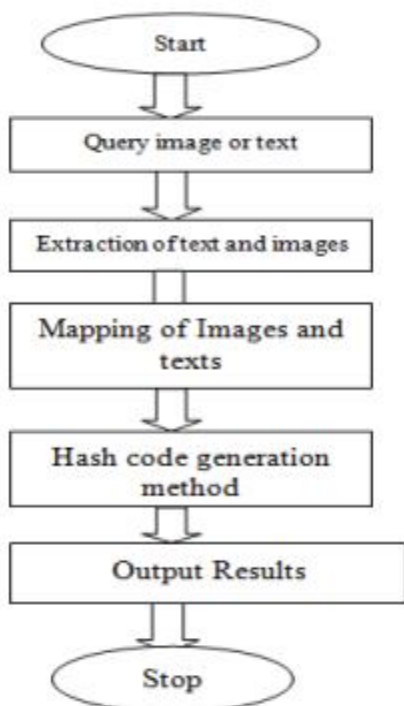 Start
Query image or text
Extraction of text and images
Mapping of Images and
texts
Hash code generation
method
Output Results
Stop